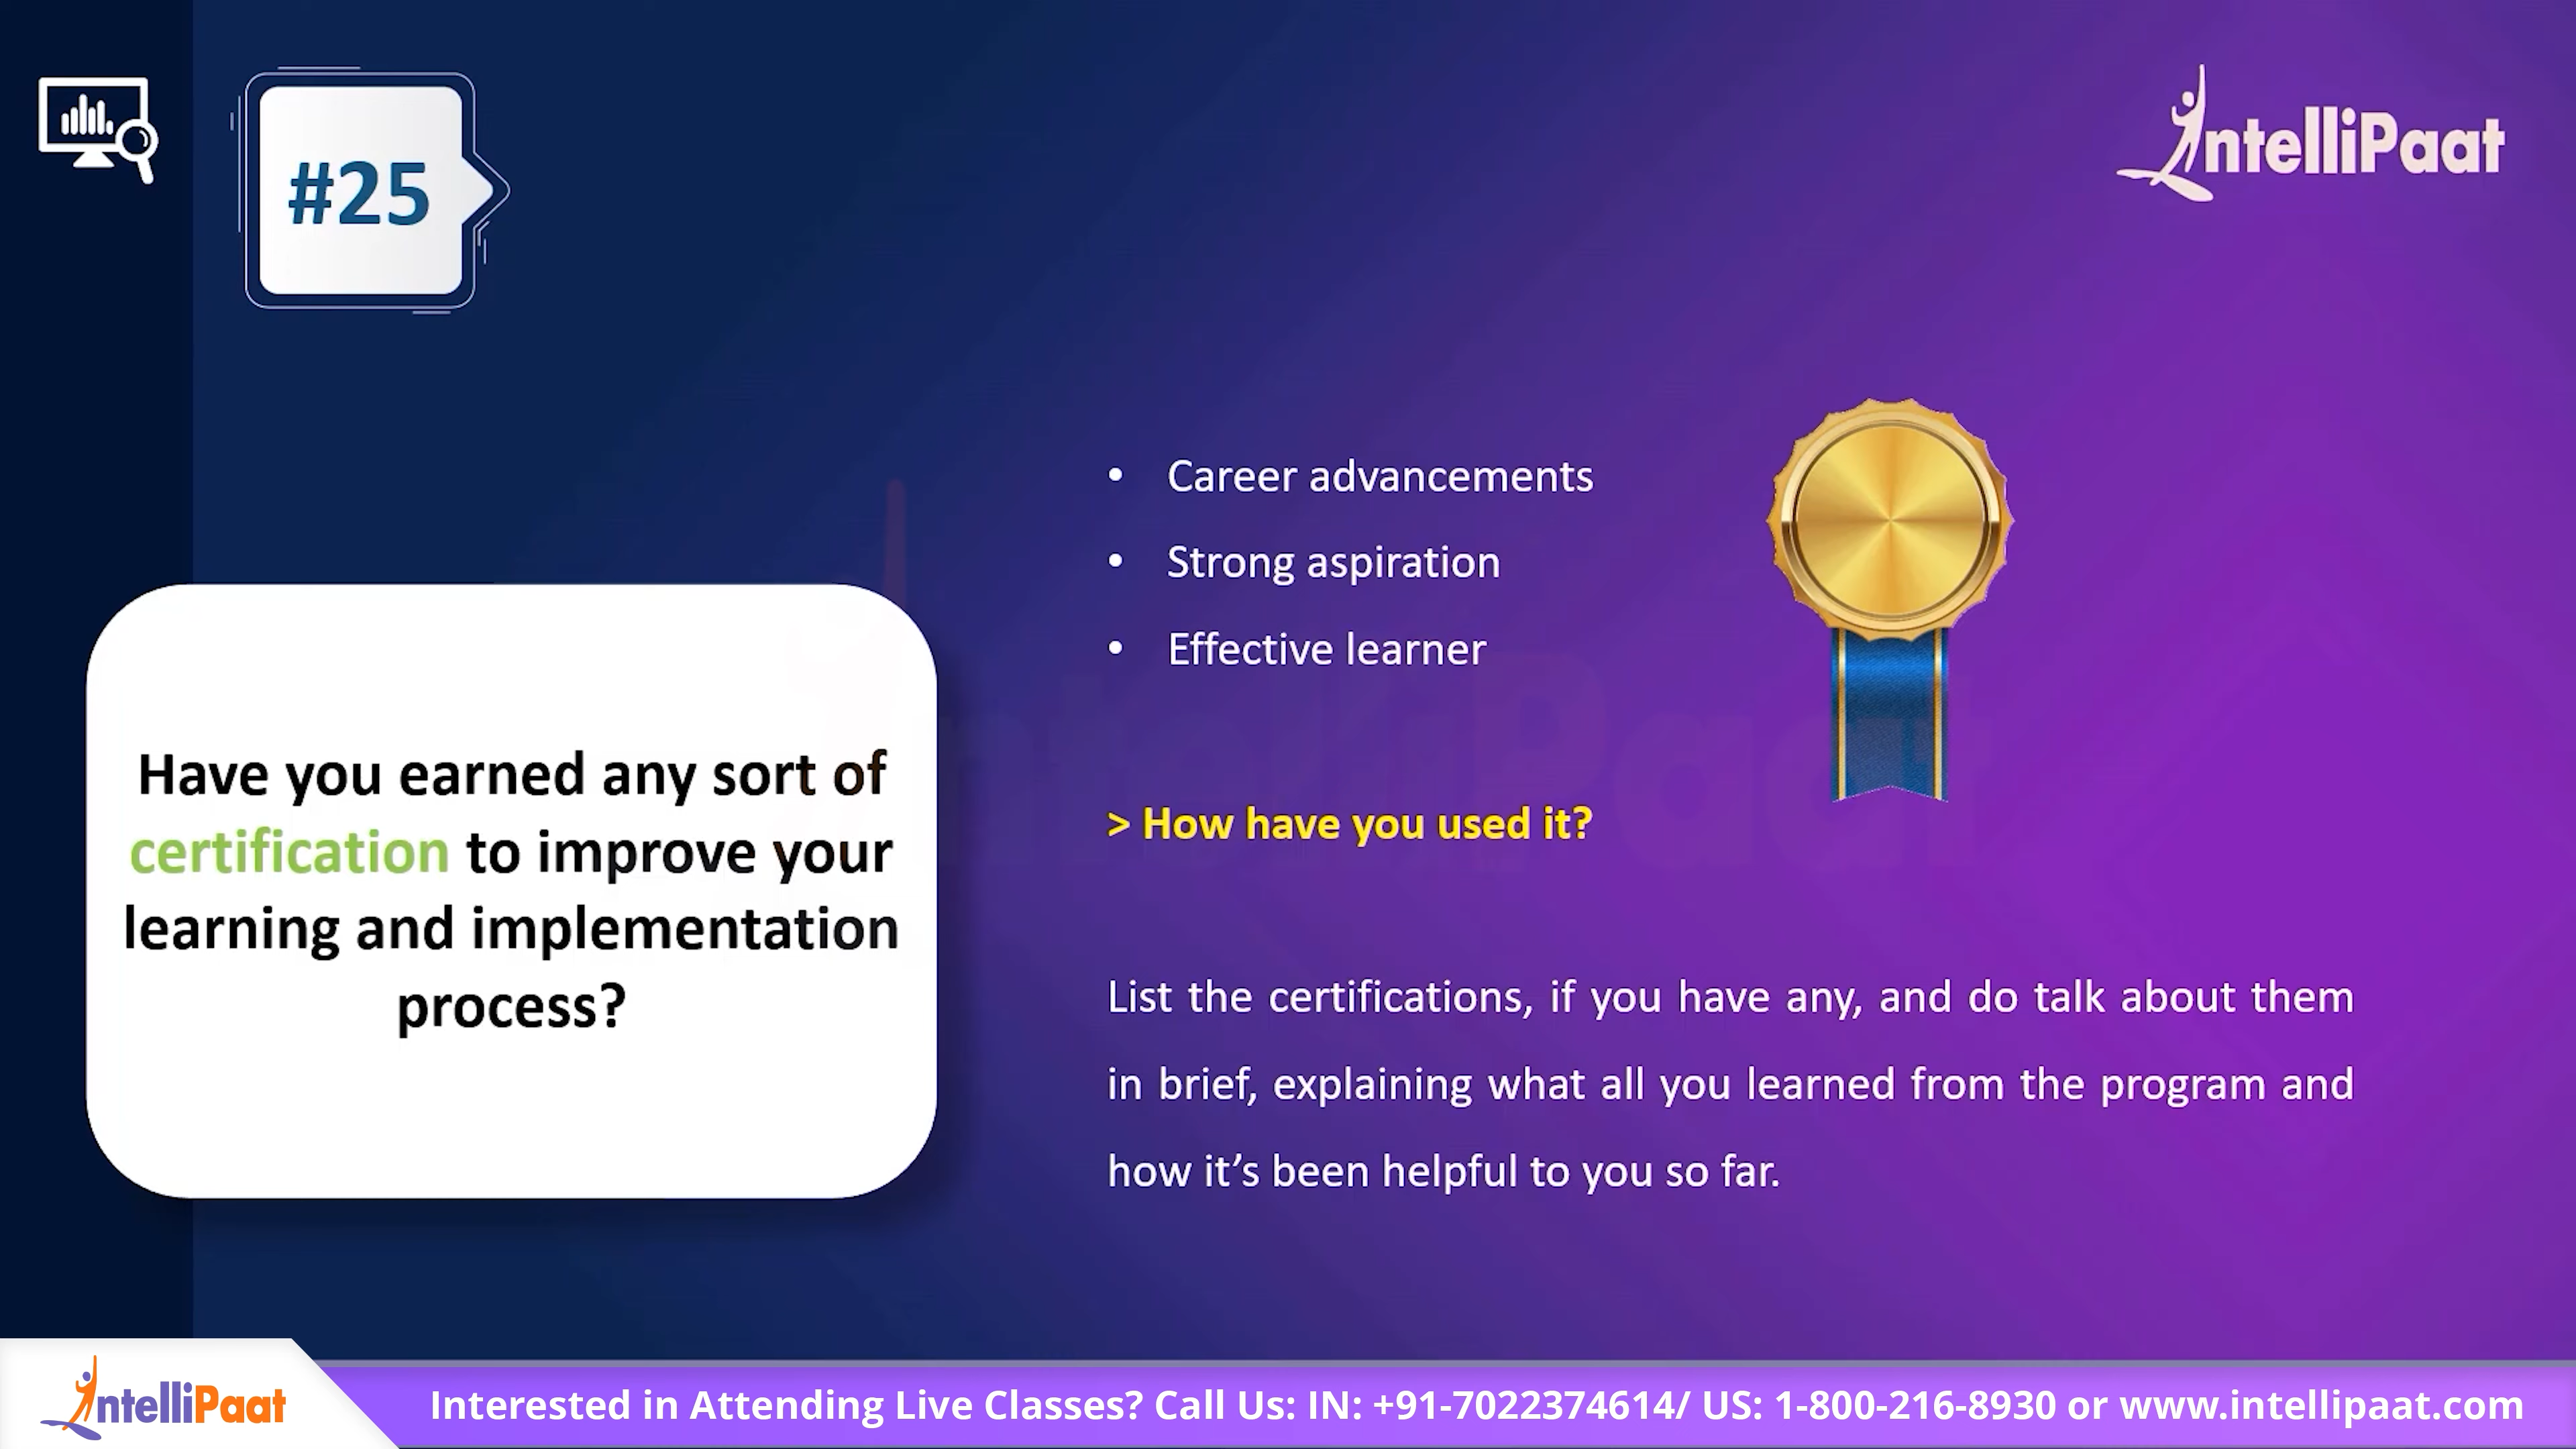 #25
IntelliPaat
Have you earned any sort of
certification to improve your
learning and implementation
process?
• Career advancements
• Strong aspiration
• Effective learner
> How have you used it?
List the certifications, if you have any, and do talk about them
in brief, explaining what all you learned from the program and
how it’s been helpful to you so far.
IntelliPaat
Interested in Attending Live Classes? Call Us: IN: +91-7022374614/ US: 1-800-216-8930 or www.intellipaat.com